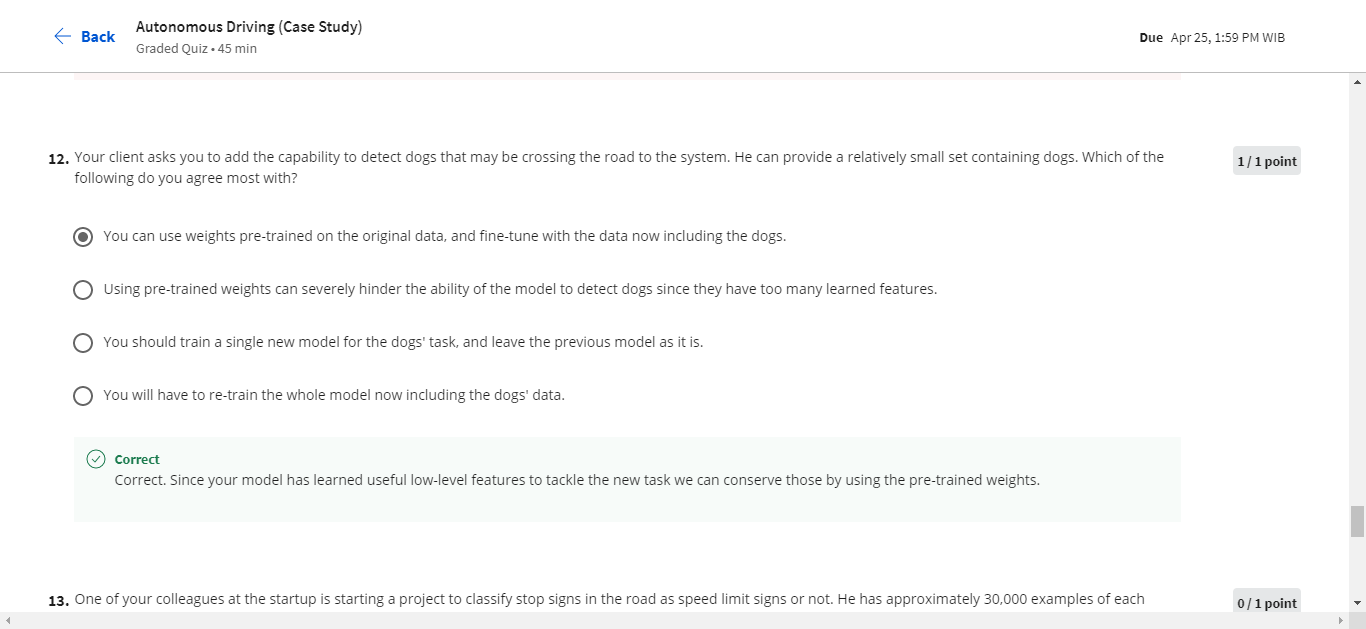 Back
Autonomous Driving (Case Study)
Graded Quiz • 45 min
Due Apr 25, 1:59 PM WIB
12. Your client asks you to add the capability to detect dogs that may be crossing the road to the system. He can provide a relatively small set containing dogs. Which of the
following do you agree most with?
1 / 1 point
You can use weights pre-trained on the original data, and fine-tune with the data now including the dogs.
Using pre-trained weights can severely hinder the ability of the model to detect dogs since they have too many learned features.
You should train a single new model for the dogs' task, and leave the previous model as it is.
You will have to re-train the whole model now including the dogs' data.
Correct
Correct. Since your model has learned useful low-level features to tackle the new task we can conserve those by using the pre-trained weights.
13. One of your colleagues at the startup is starting a project to classify stop signs in the road as speed limit signs or not. He has approximately 30,000 examples of each
0 / 1 point